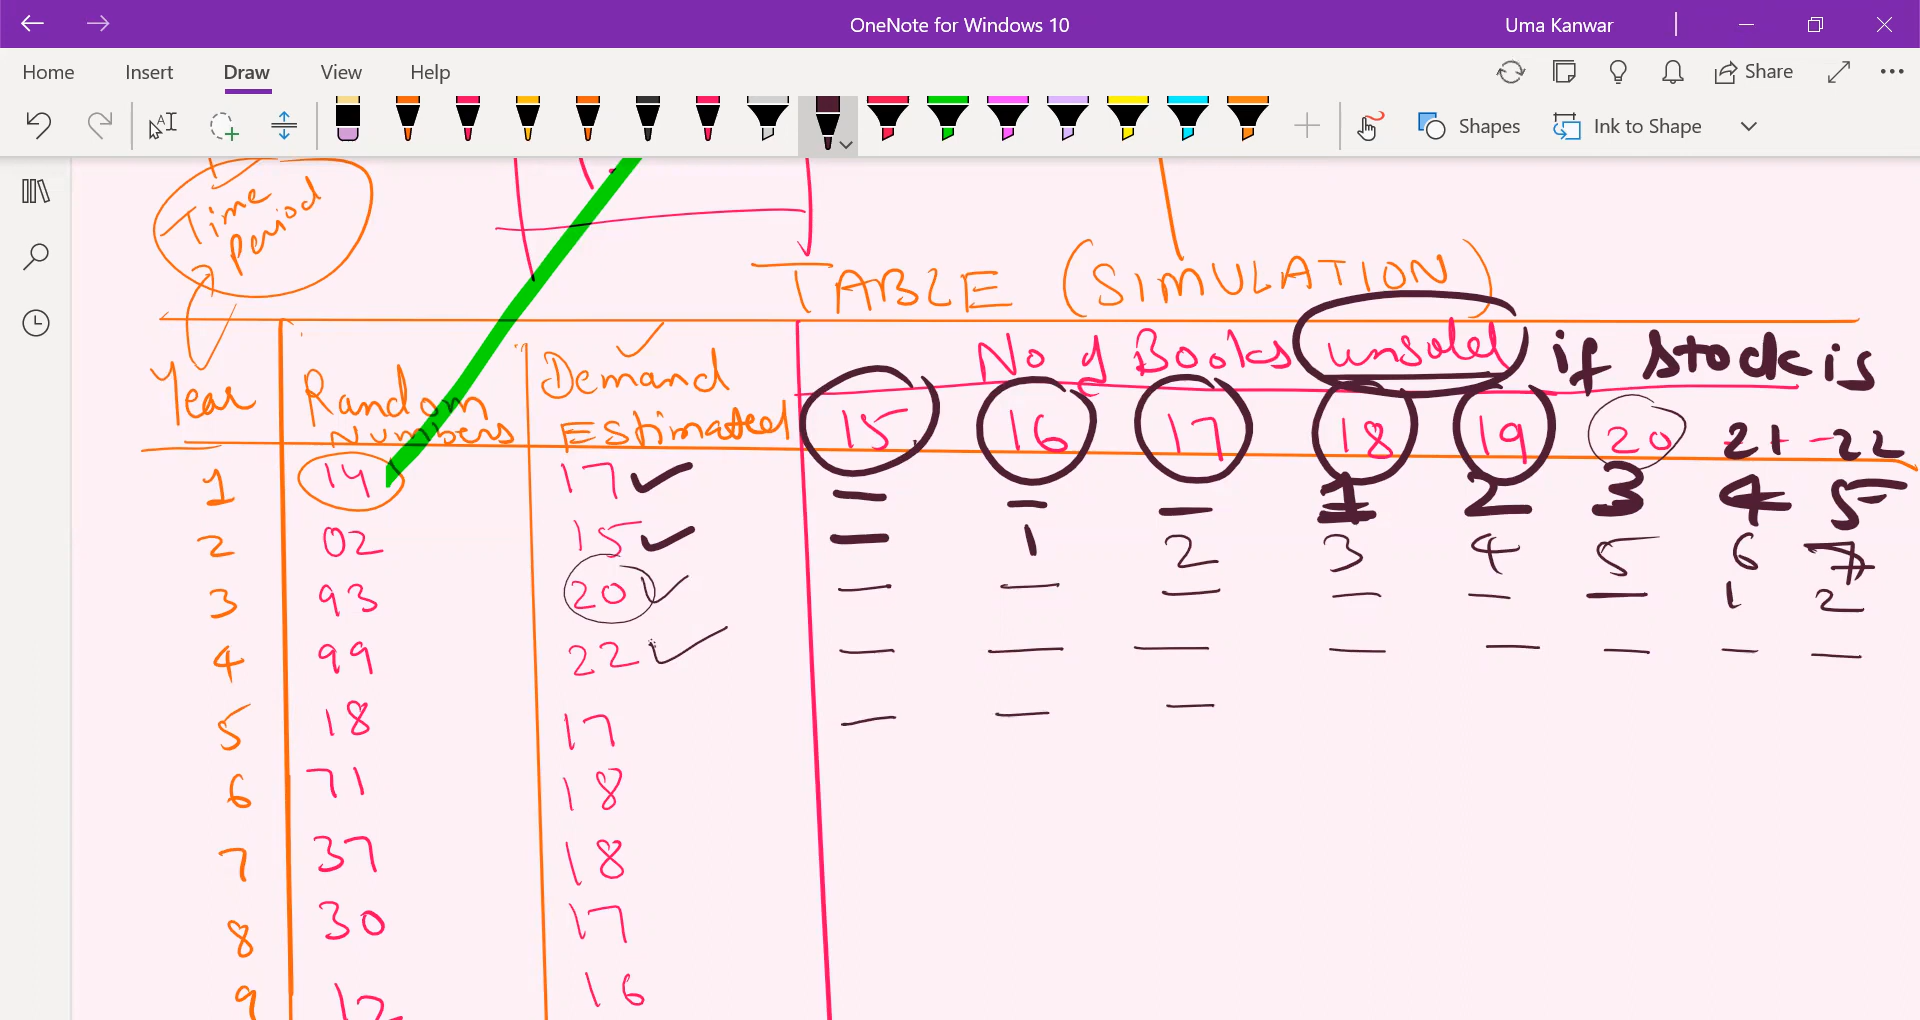 OneNote for Windows 10
Uma Kanwar
Home Insert Draw View Help
Share
Shapes Ink to Shape
Time Period
TABLE (SIMULATION)
No of Books unsold if stock is
Year Random Numbers Demand Estimated 15 16 17 18 19 20 21 22
1 14 17 — — — 1 2 3 4 5
2 02 15 — 1 2 3 4 5 6 7
3 93 20 — — — — — — 1 2
4 99 22 — — — — — — — —
5 18 17 — — —
6 71 18
7 37 18
8 30 17
9 12 16